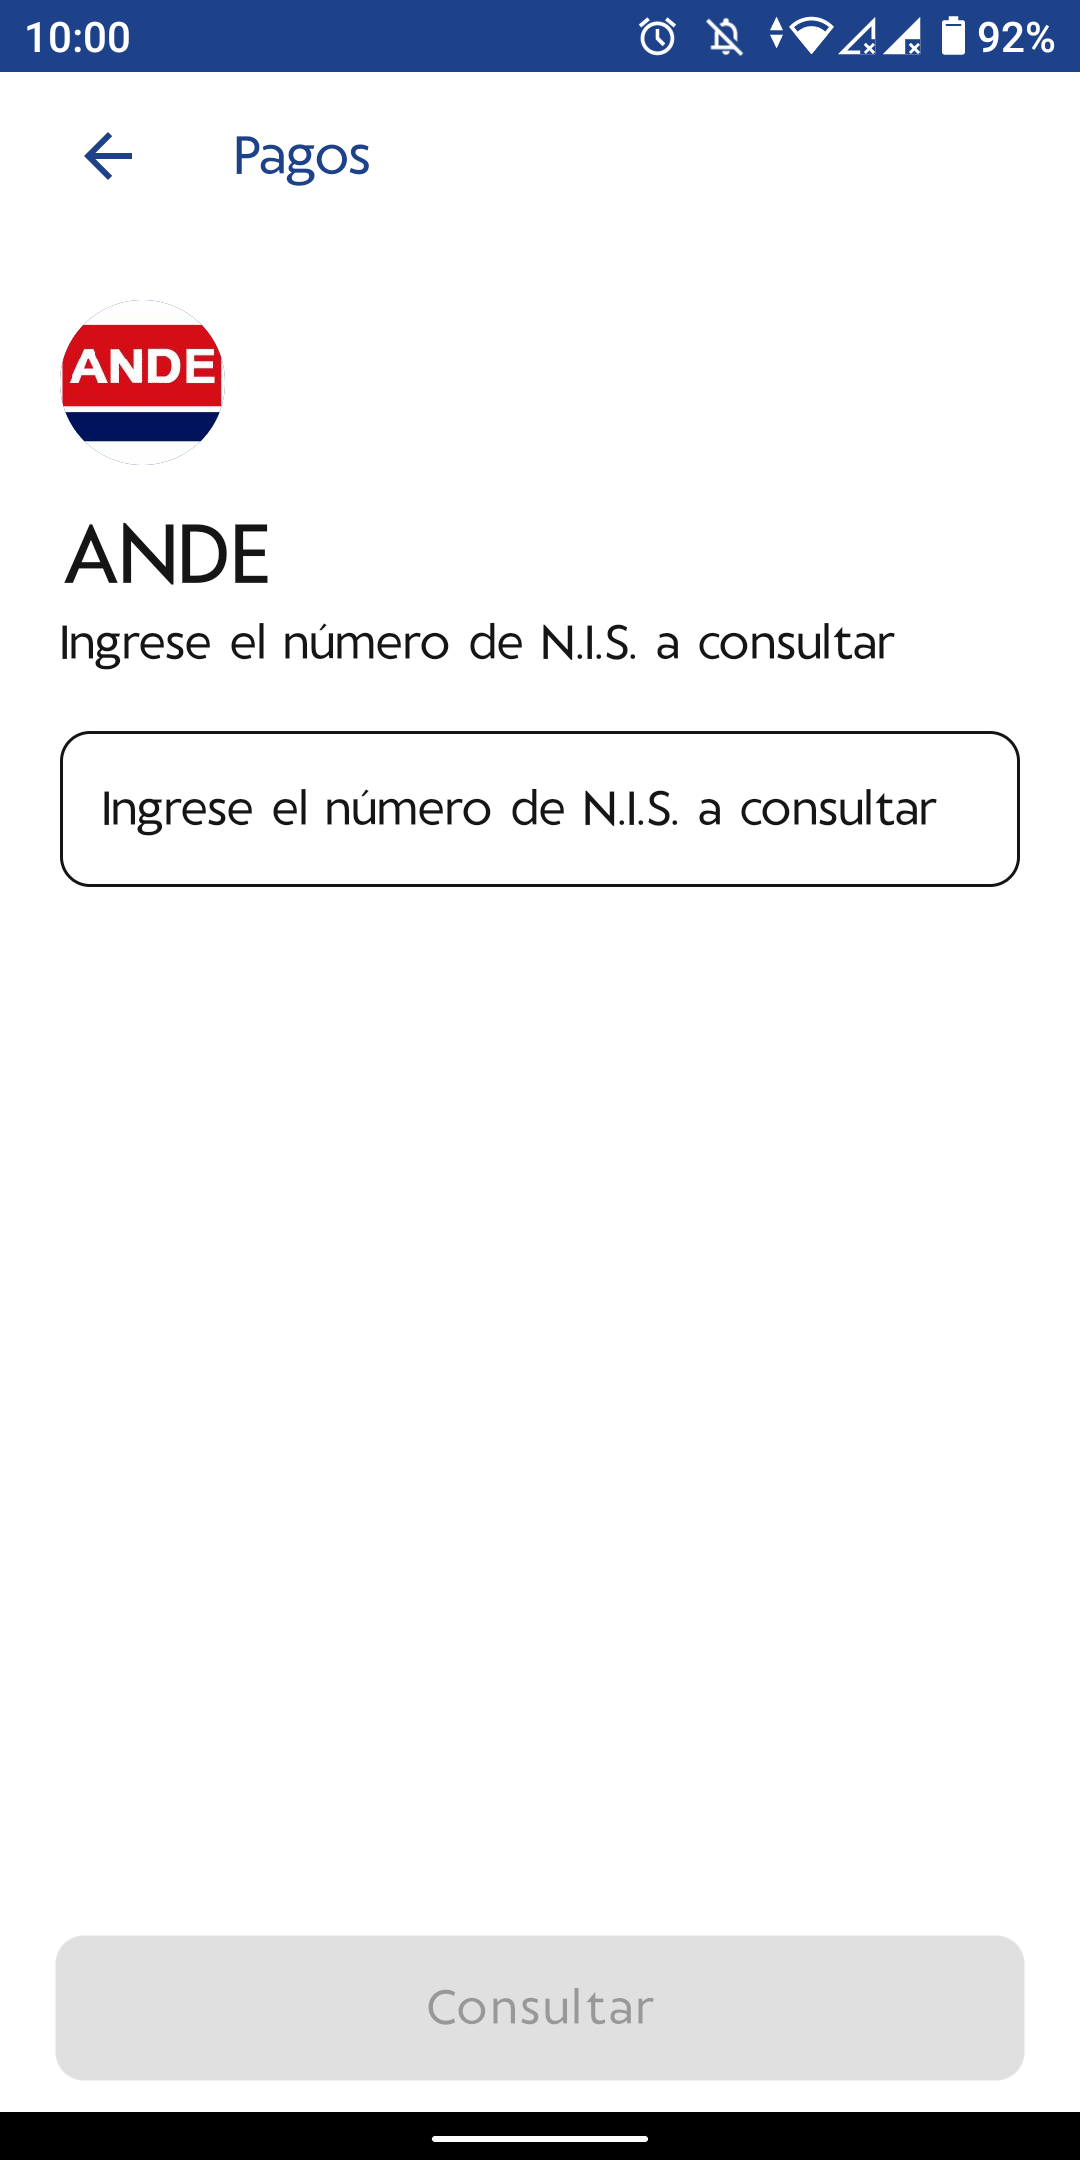 10:00
92%
Pagos
ANDE
ANDE
Ingrese el número de N.I.S. a consultar
Ingrese el número de N.I.S. a consultar
Consultar